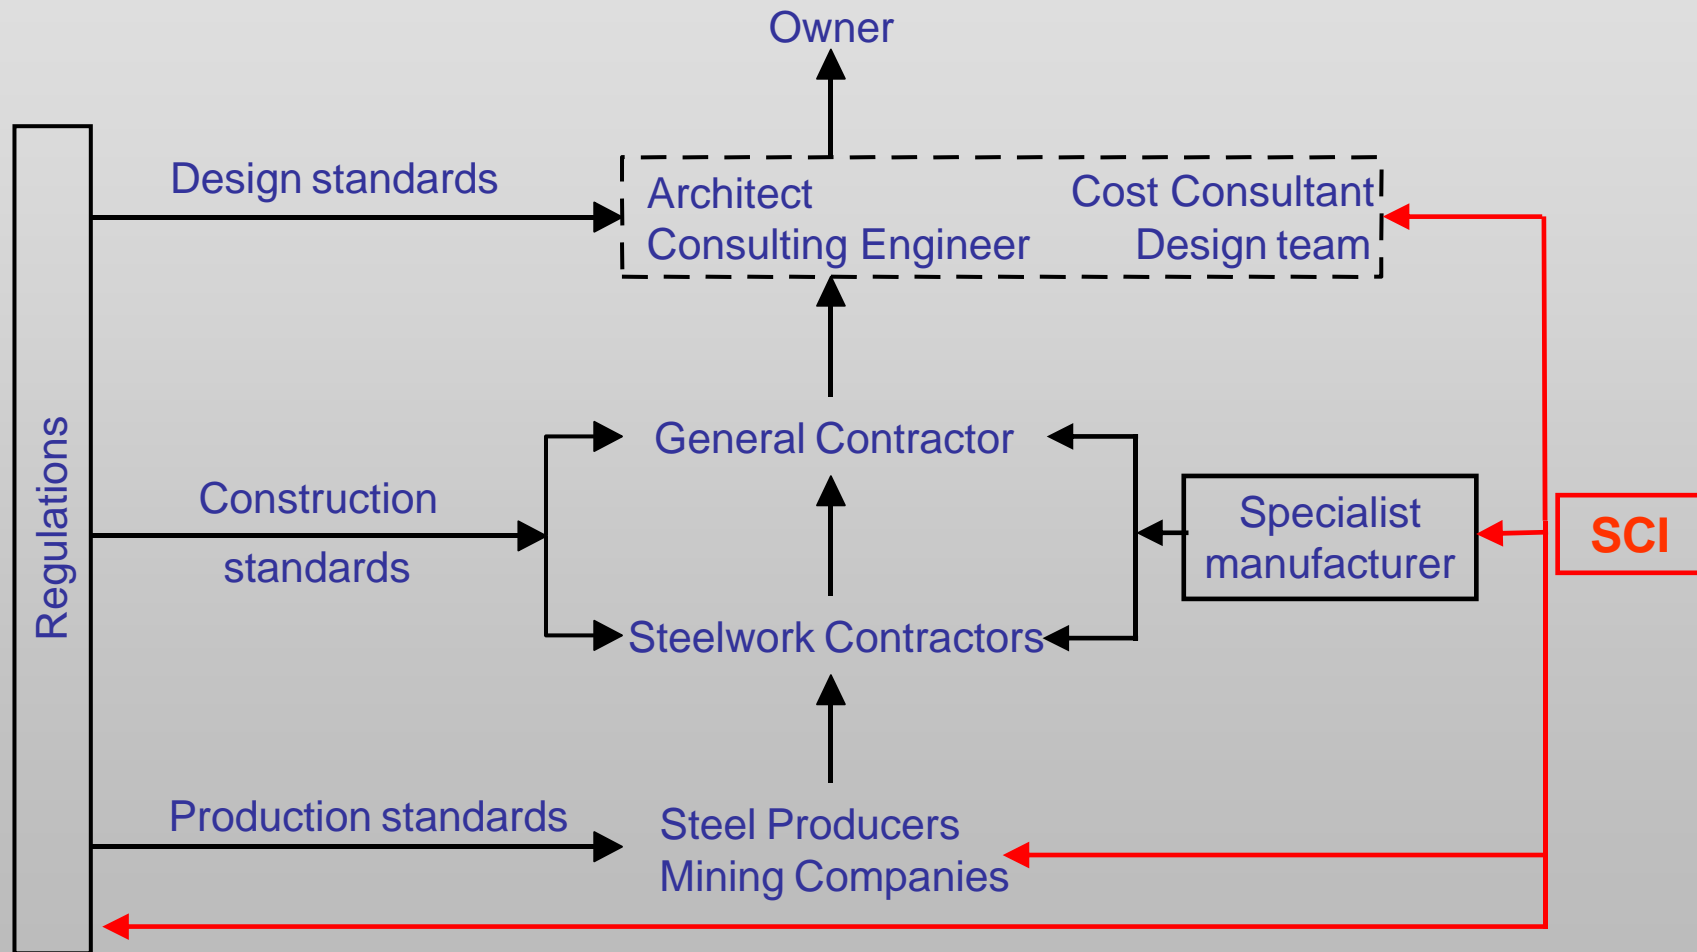 Owner
Design standards
Architect
Consulting Engineer
Cost Consultant
Design team
Regulations
General Contractor
Construction
standards
Specialist
manufacturer
SCI
Steelwork Contractors
Production standards
Steel Producers
Mining Companies